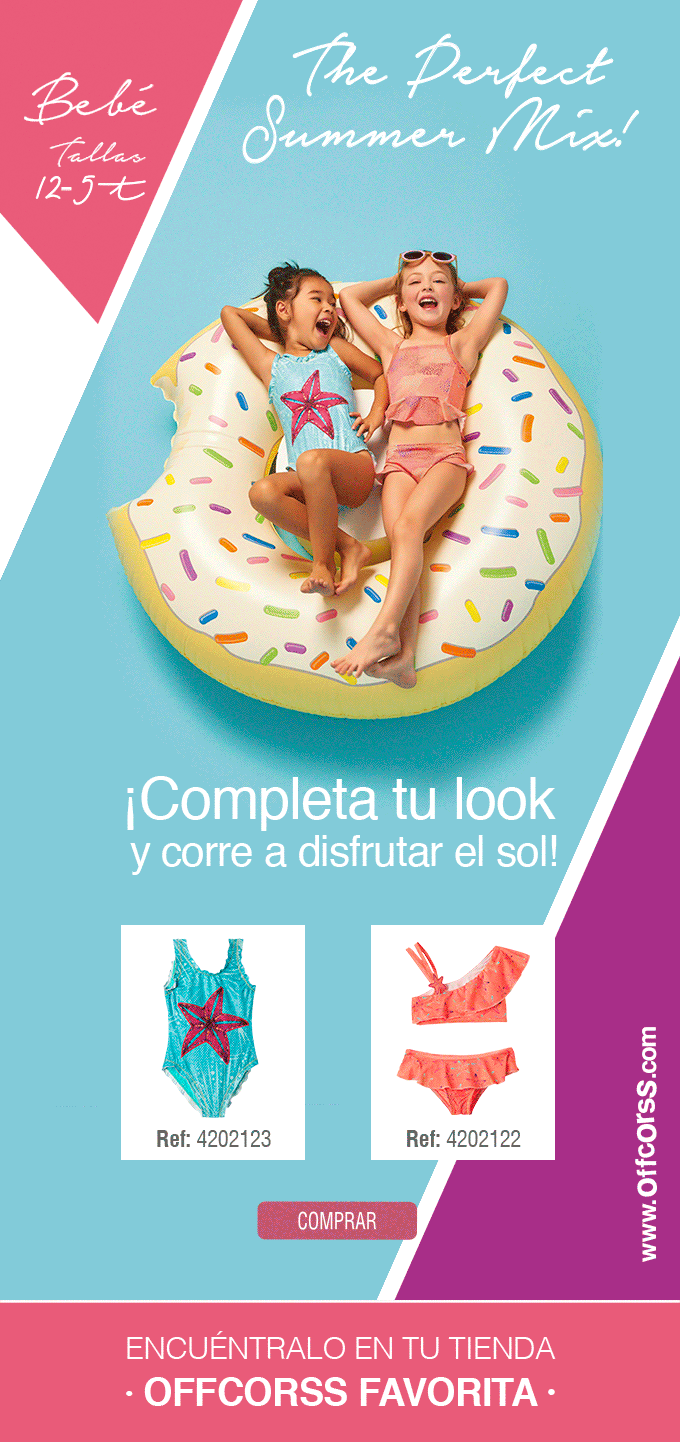 Bebé
Tallas
12-5t
The Perfect
Summer Mix!
¡Completa tu look
y corre a disfrutar el sol!
Ref: 4202123
Ref: 4202122
COMPRAR
www.offcorss.com
ENCUÉNTRALO EN TU TIENDA
· OFFCORSS FAVORITA ·